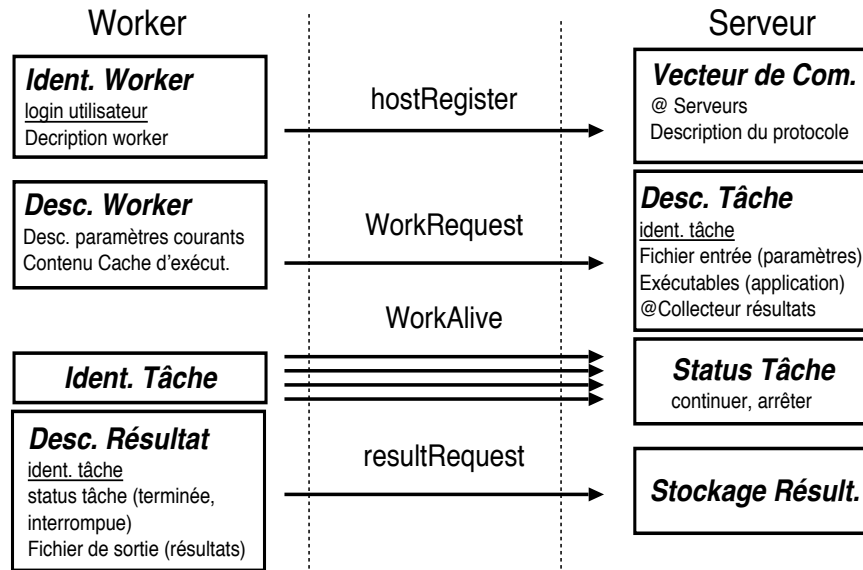 Worker
Serveur
Ident. Worker
login utilisateur
Decription worker
hostRegister
Vecteur de Com.
@ Serveurs
Description du protocole
Desc. Worker
Desc. paramètres courants
Contenu Cache d'exécut.
WorkRequest
Desc. Tâche
ident. tâche
Fichier entrée (paramètres)
Exécutables (application)
@Collecteur résultats
WorkAlive
Ident. Tâche
Status Tâche
continuer, arrêter
Desc. Résultat
ident. tâche
status tâche (terminée,
interrompue)
Fichier de sortie (résultats)
resultRequest
Stockage Résult.